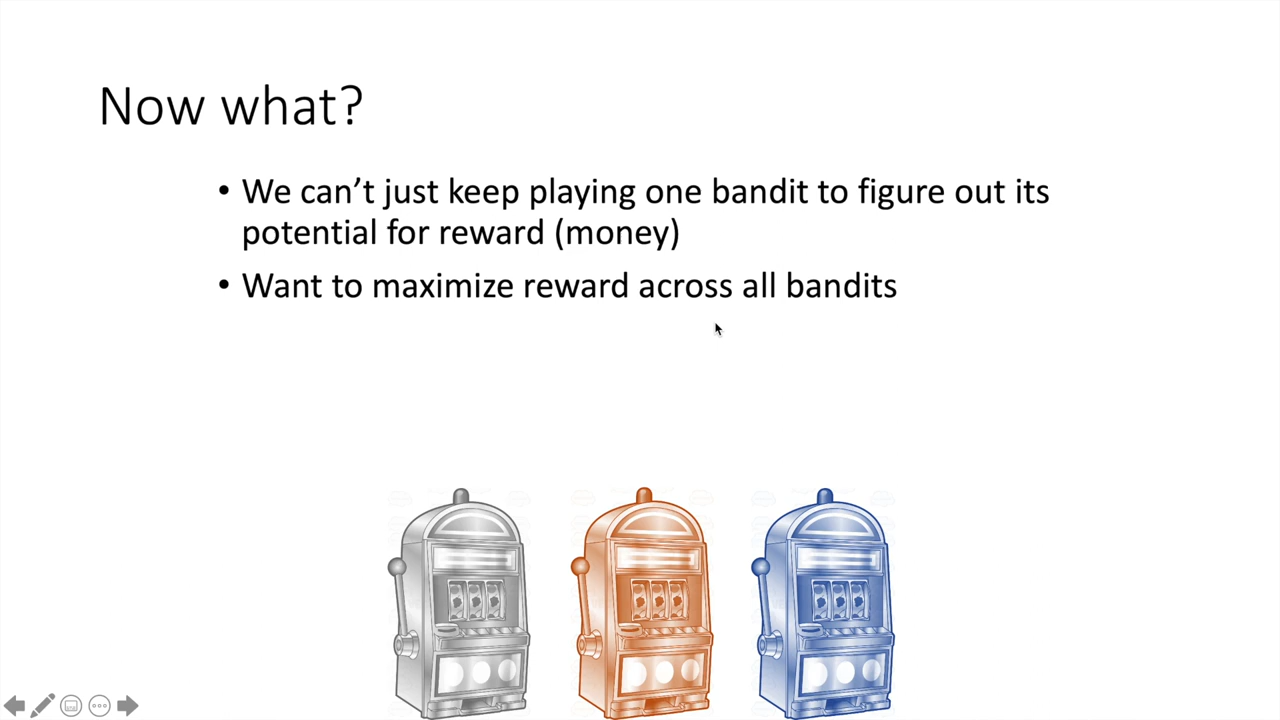 Now what?
• We can’t just keep playing one bandit to figure out its
potential for reward (money)
• Want to maximize reward across all bandits